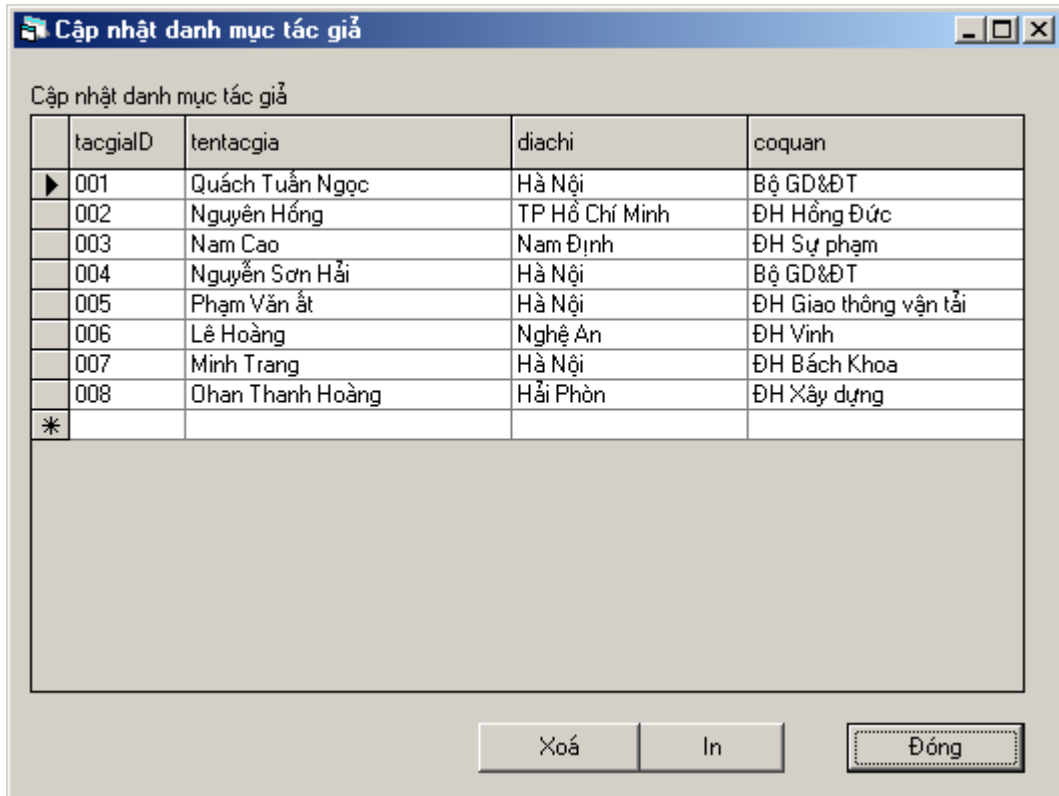 Cập nhật danh mục tác giả
Cập nhật danh mục tác giả
tacgiaID tentacgia diachi coquan
001 Quách Tuấn Ngọc Hà Nội Bộ GD&ĐT
002 Nguyên Hồng TP Hồ Chí Minh ĐH Hồng Đức
003 Nam Cao Nam Định ĐH Sư phạm
004 Nguyễn Sơn Hải Hà Nội Bộ GD&ĐT
005 Phạm Văn ất Hà Nội ĐH Giao thông vận tải
006 Lê Hoàng Nghệ An ĐH Vinh
007 Minh Trang Hà Nội ĐH Bách Khoa
008 Ohan Thanh Hoàng Hải Phòn ĐH Xây dựng
Xoá In Đóng